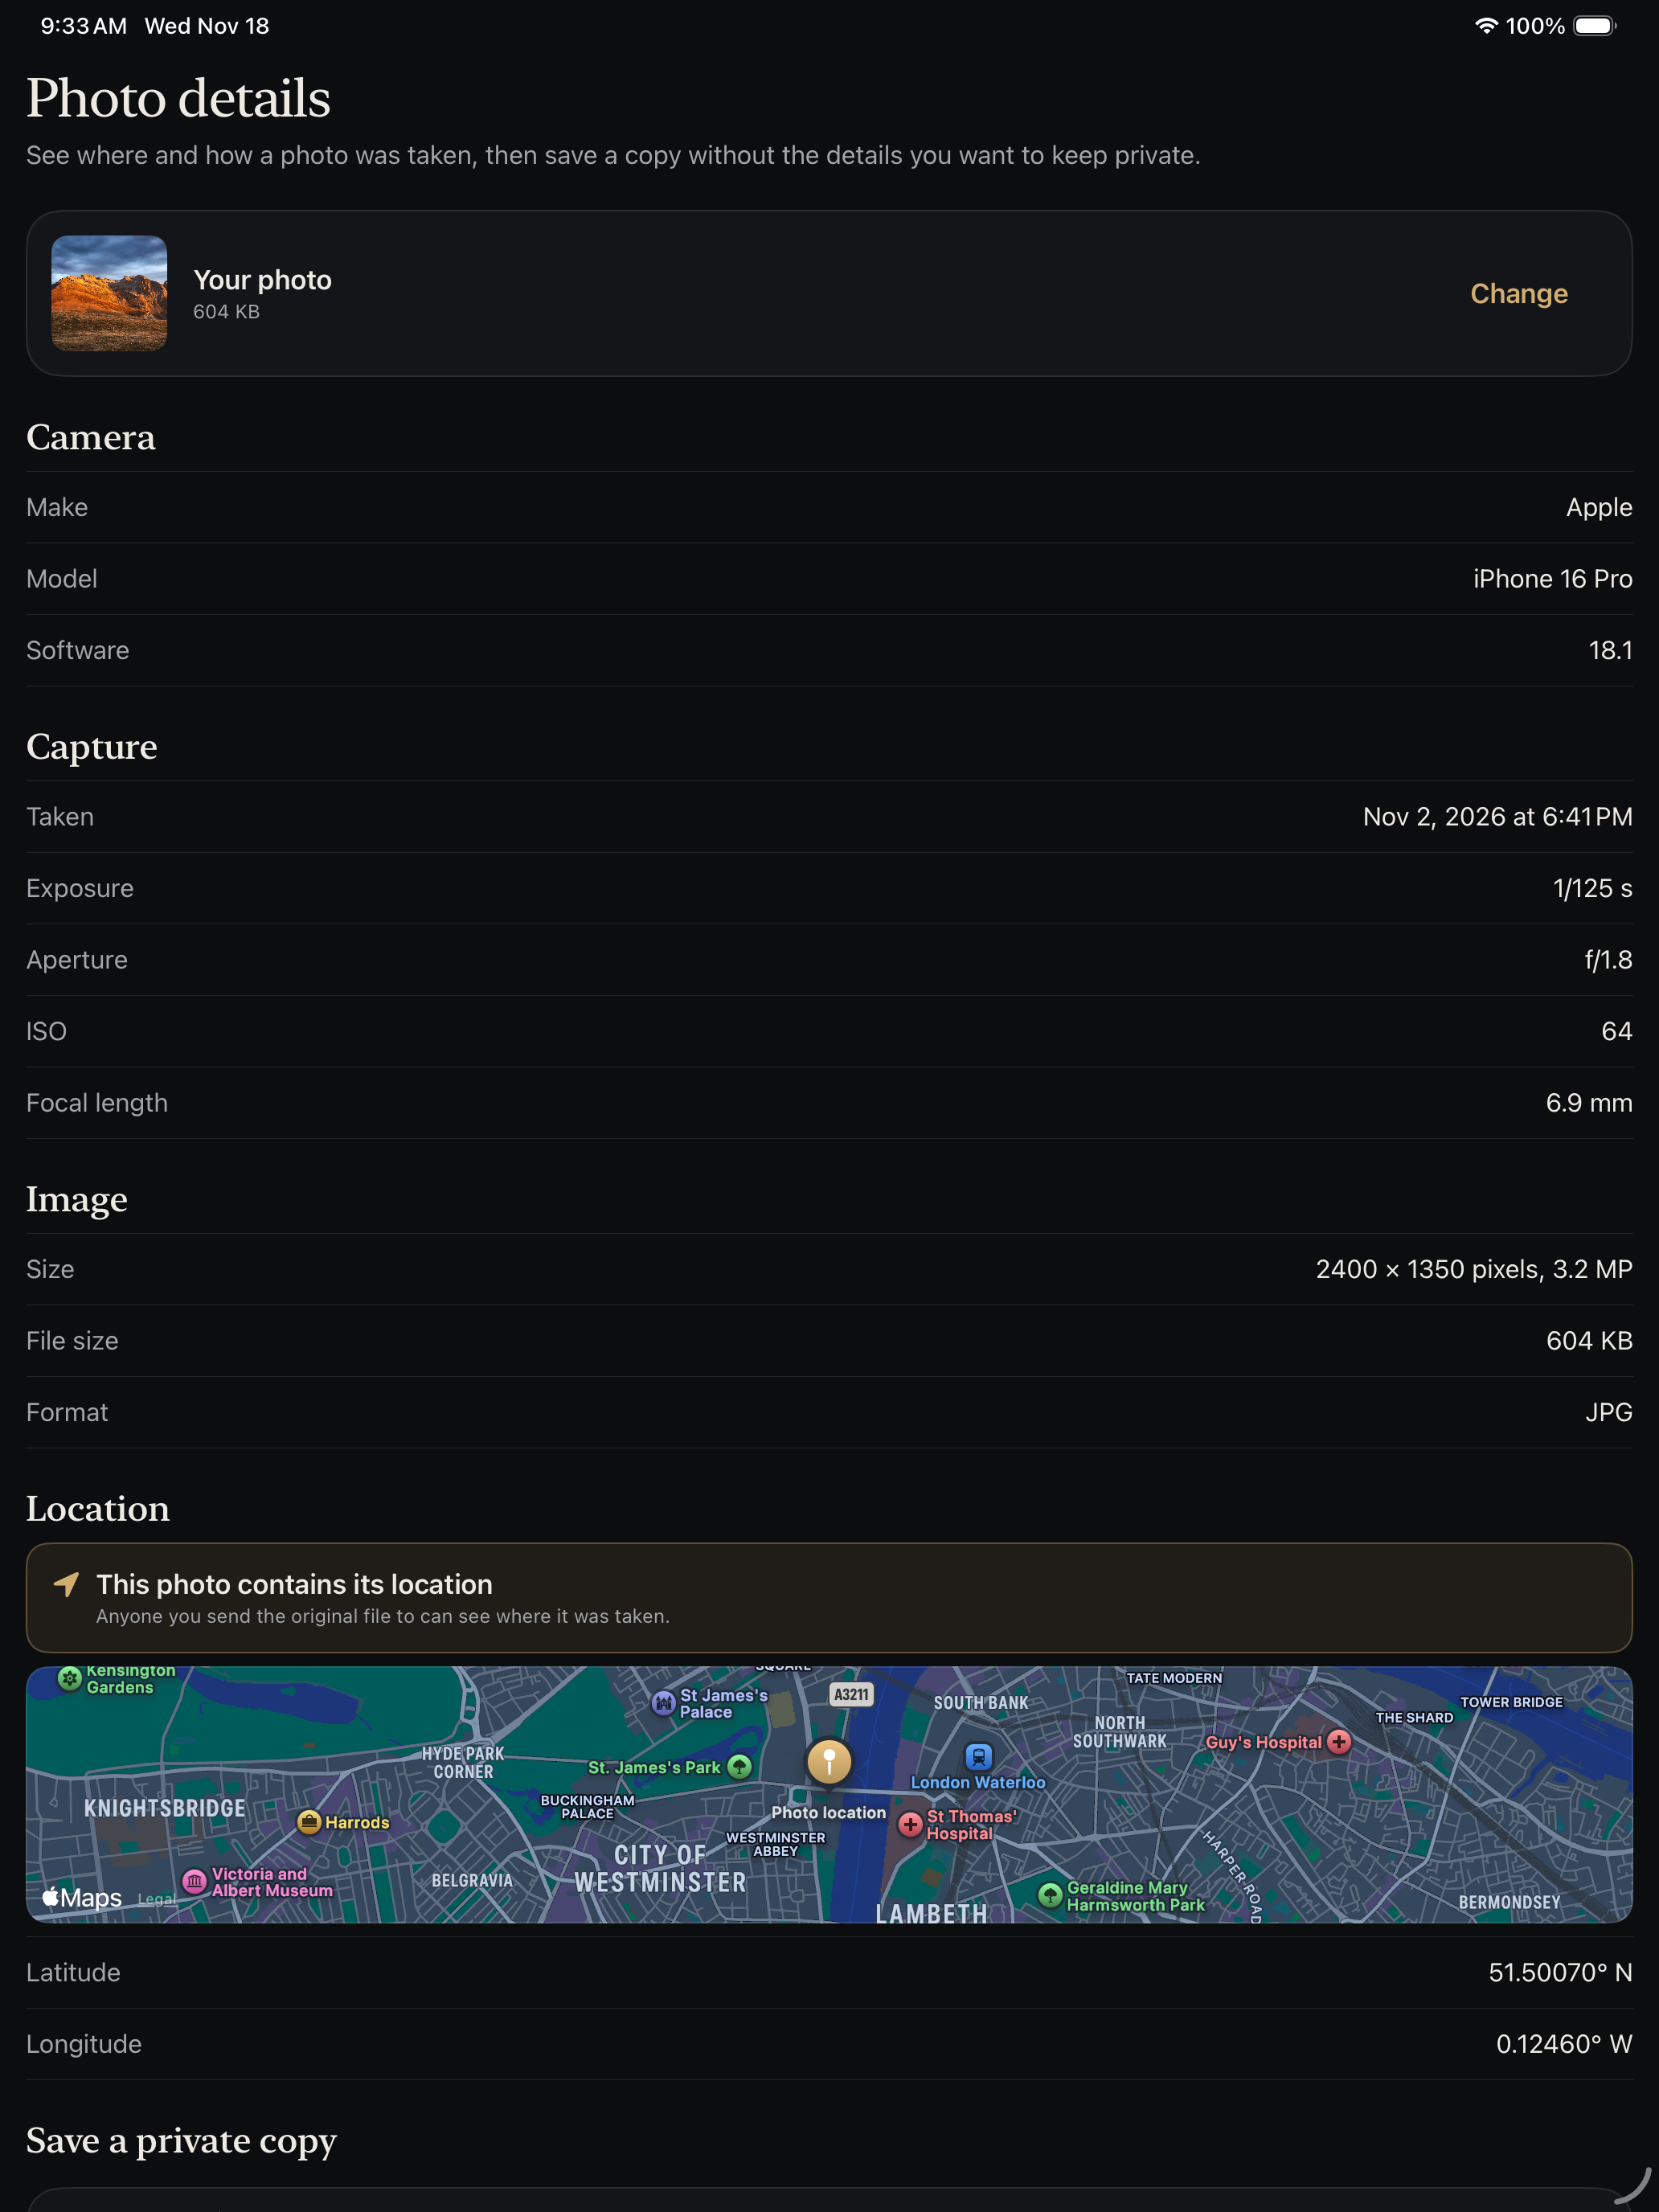 9:33 AM Wed Nov 18
100%
Photo details
See where and how a photo was taken, then save a copy without the details you want to keep private.
Your photo
604 KB
Change
Camera
Make
Apple
Model
iPhone 16 Pro
Software
18.1
Capture
Taken
Nov 2, 2026 at 6:41 PM
Exposure
1/125 s
Aperture
f/1.8
ISO
64
Focal length
6.9 mm
Image
Size
2400 × 1350 pixels, 3.2 MP
File size
604 KB
Format
JPG
Location
This photo contains its location
Anyone you send the original file to can see where it was taken.
Kensington
Gardens
SQUARE
St James's
Palace
A3211
SOUTH BANK
TATE MODERN
TOWER BRIDGE
THE SHARD
NORTH
SOUTHWARK
Guy's Hospital
HYDE PARK
CORNER
St. James's Park
London Waterloo
KNIGHTSBRIDGE
Harrods
BUCKINGHAM
PALACE
Photo location
St Thomas'
Hospital
WESTMINSTER
ABBEY
CITY OF
WESTMINSTER
HARPER ROAD
Victoria and
Albert Museum
BELGRAVIA
Geraldine Mary
Harmsworth Park
BERMONDSEY
LAMBETH
Maps
Legal
Latitude
51.50070° N
Longitude
0.12460° W
Save a private copy